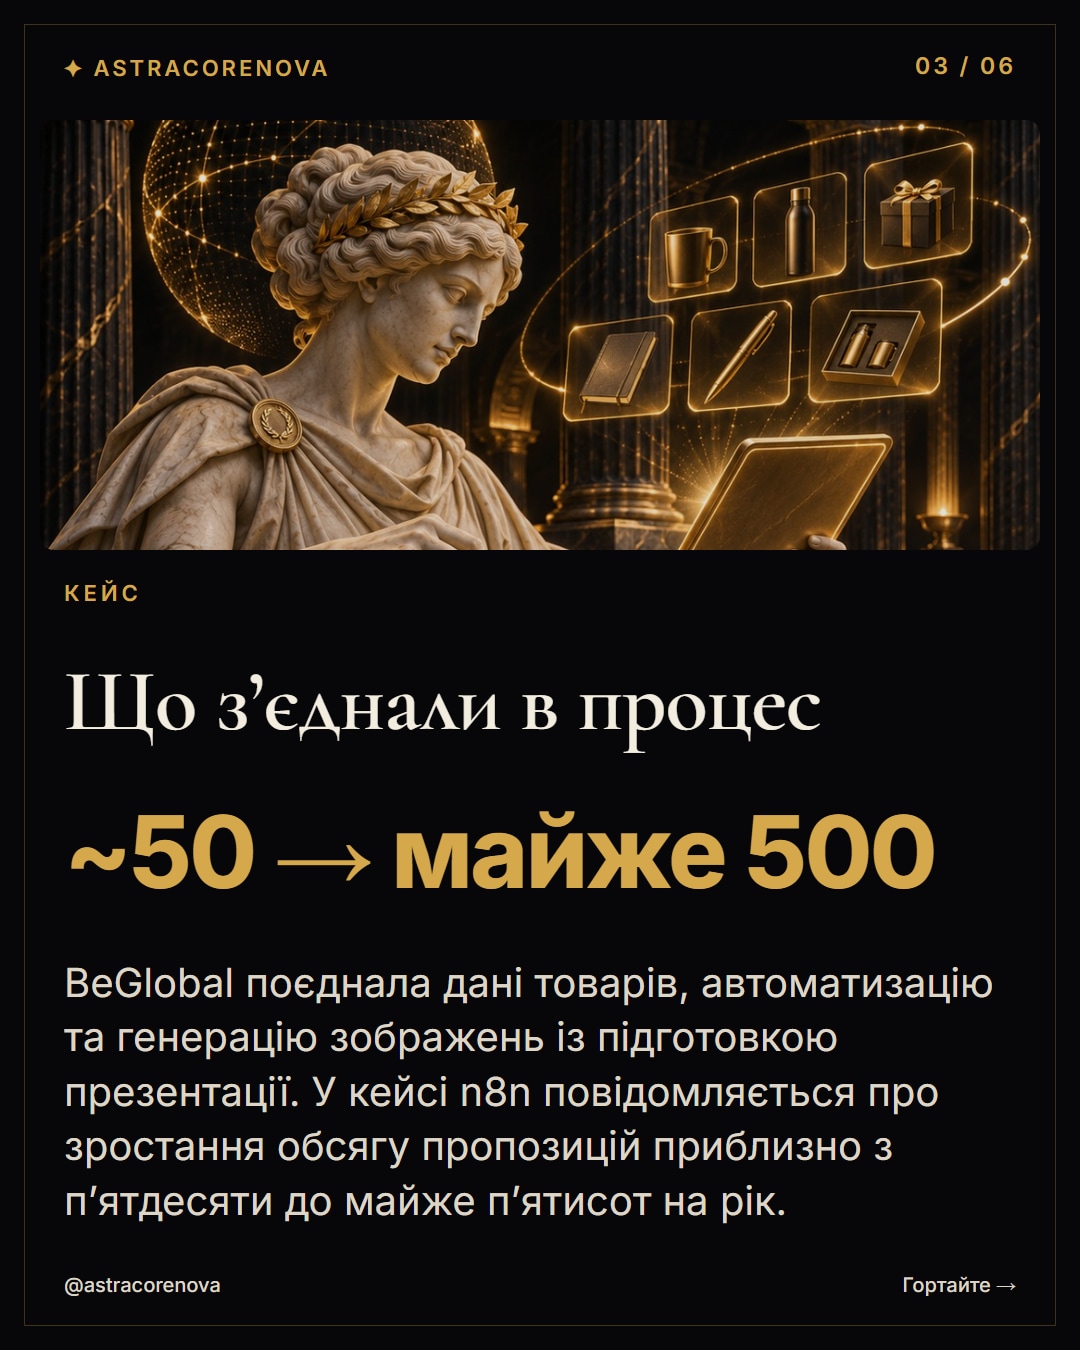 ✦ ASTRACORENOVA
03 / 06
КЕЙС
Що з’єднали в процес
~50 → майже 500
BeGlobal поєднала дані товарів, автоматизацію
та генерацію зображень із підготовкою
презентації. У кейсі n8n повідомляється про
зростання обсягу пропозицій приблизно з
п’ятдесяти до майже п’ятисот на рік.
@astracorenova
Гортайте →